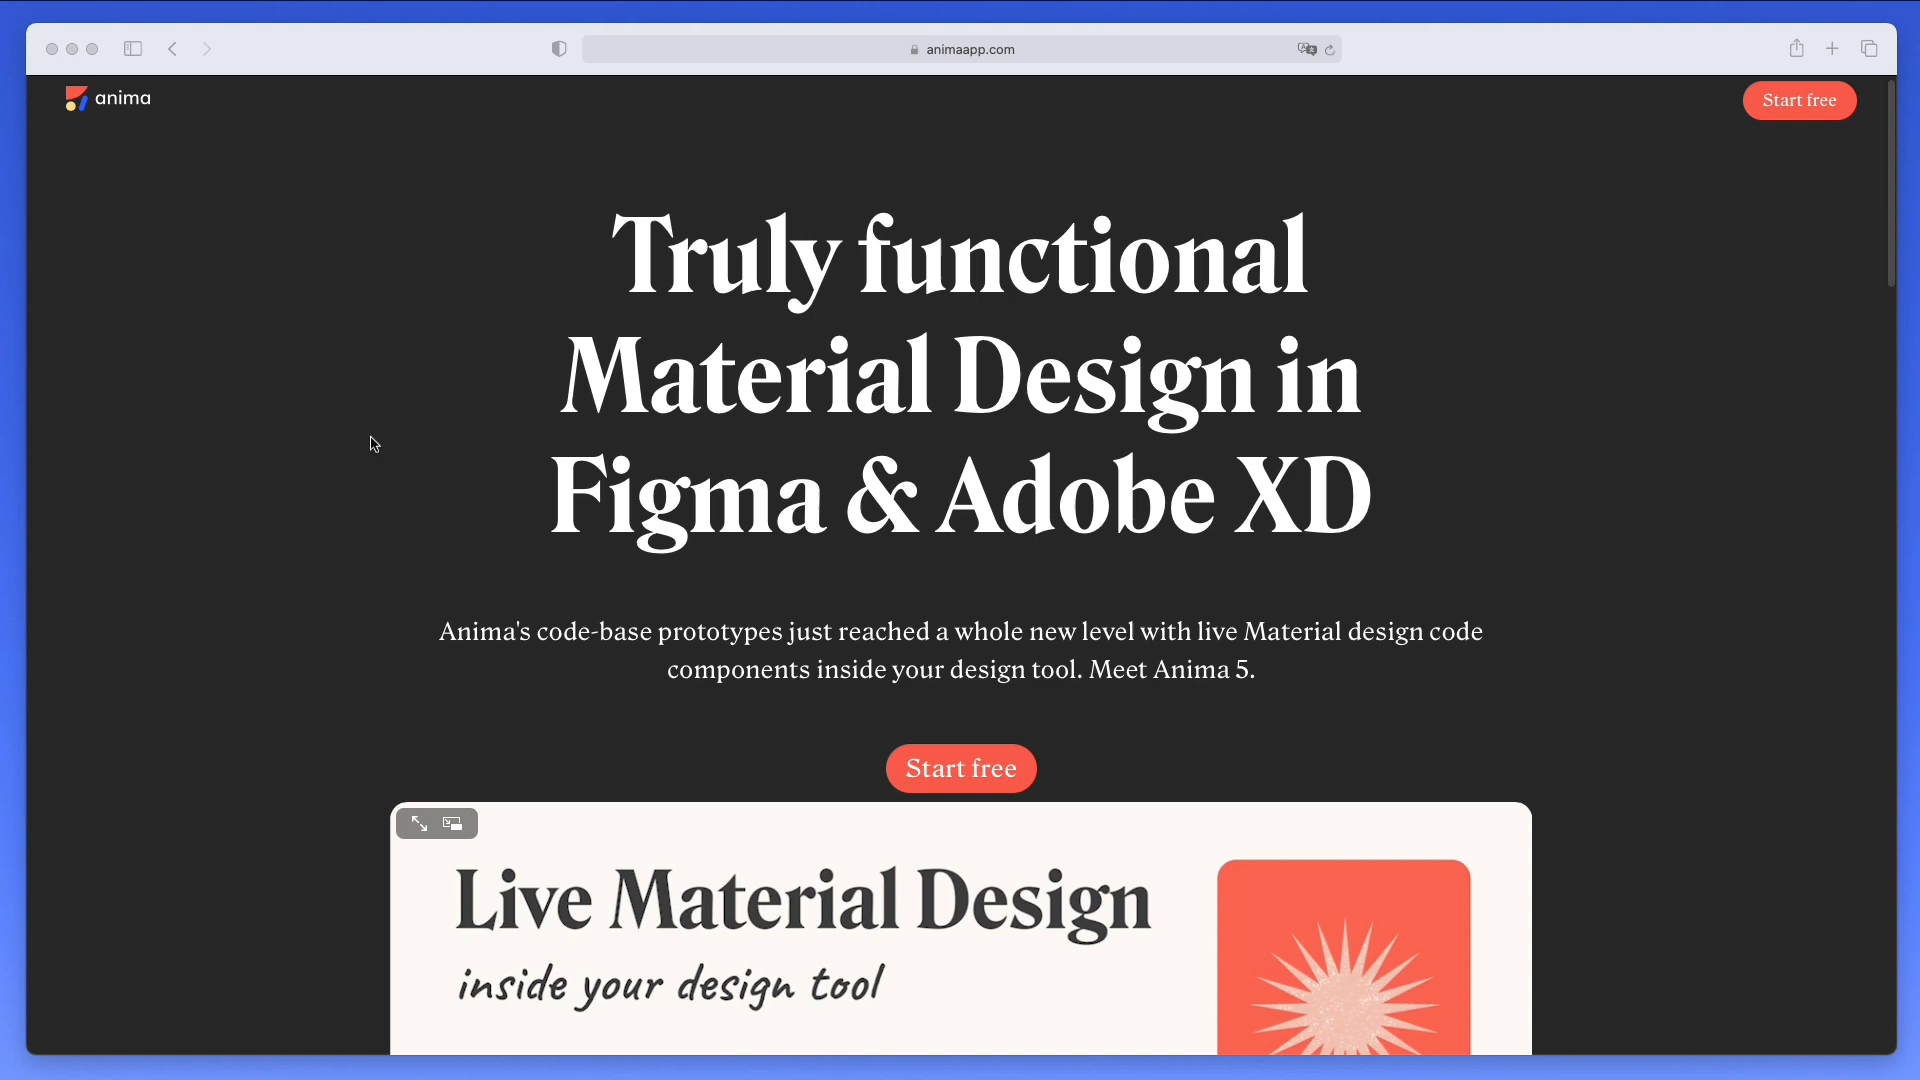 animaapp.com
anima
Start free
Truly functional
Material Design in
Figma & Adobe XD
Anima's code-base prototypes just reached a whole new level with live Material design code
components inside your design tool. Meet Anima 5.
Start free
Live Material Design
inside your design tool